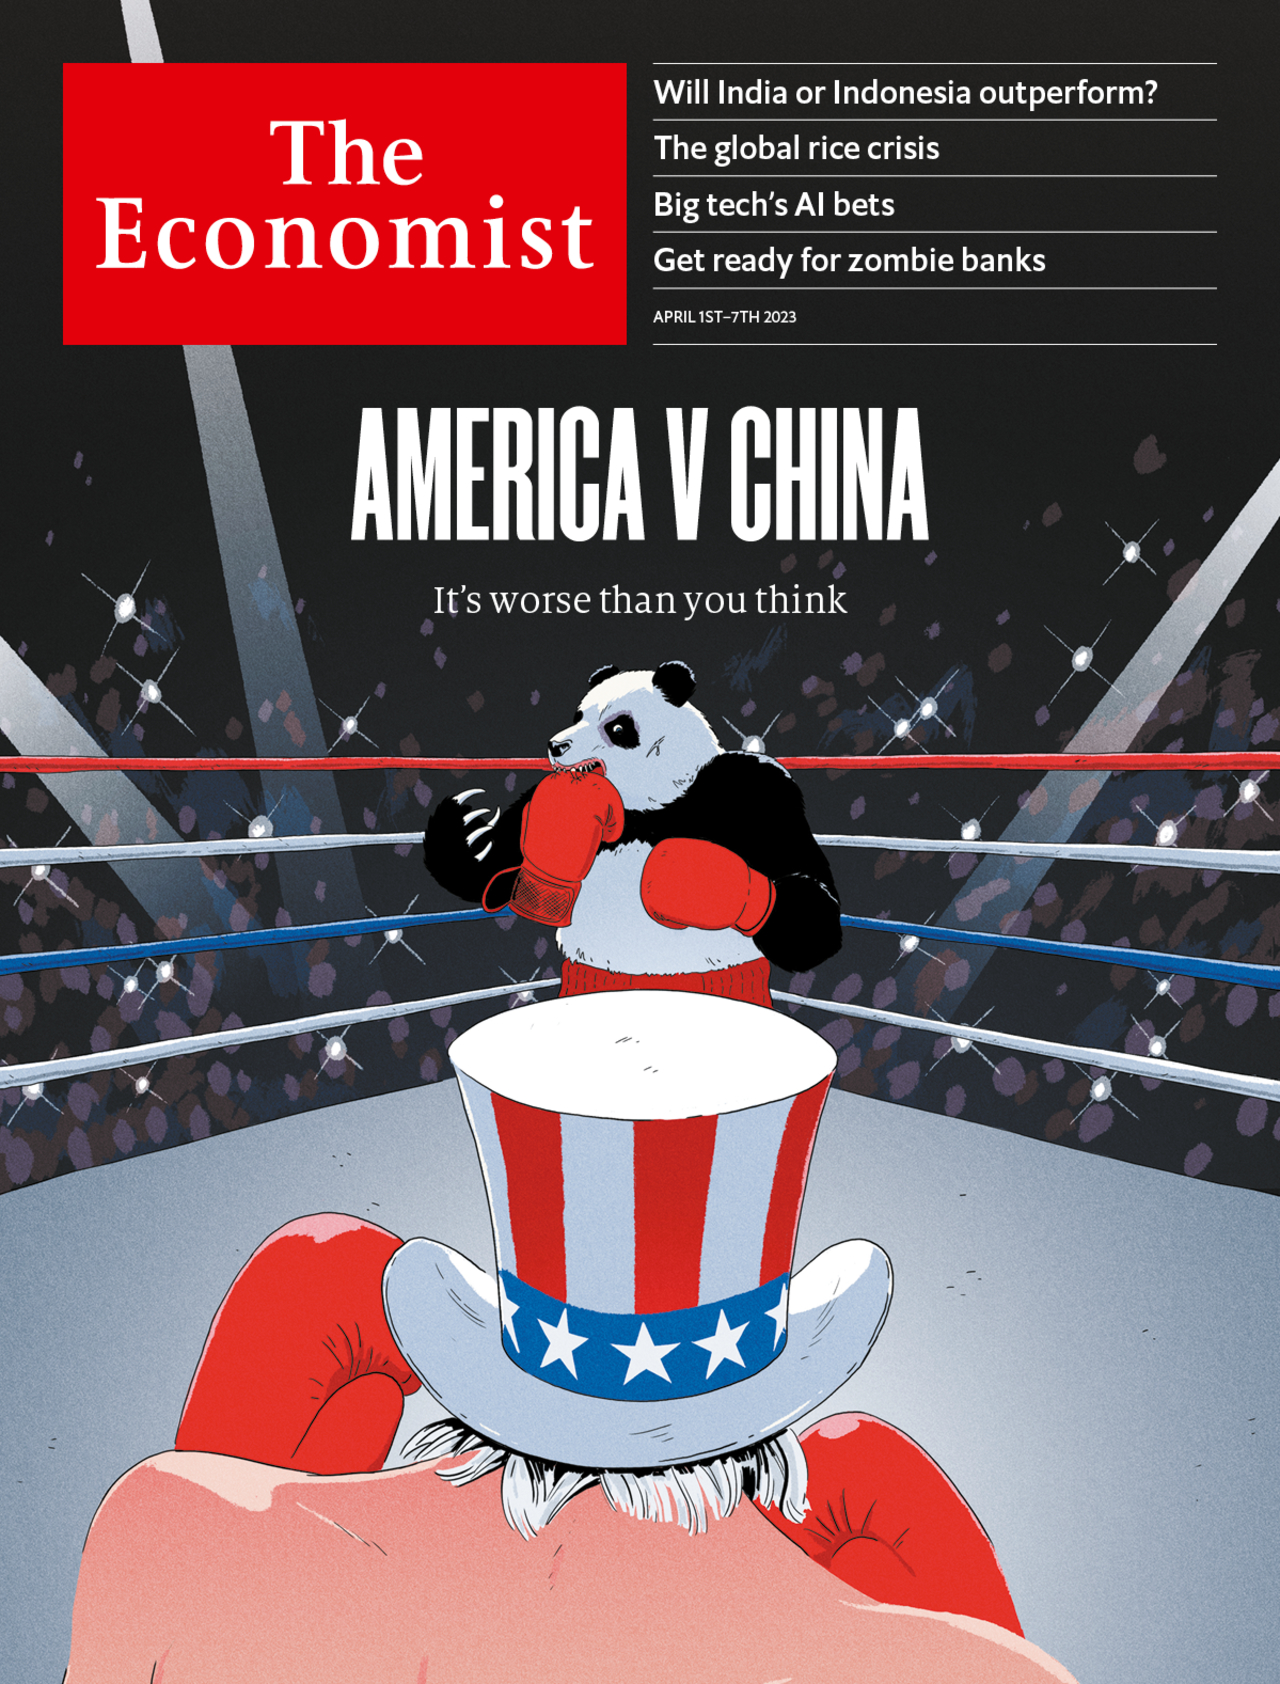 The
Economist
Will India or Indonesia outperform?
The global rice crisis
Big tech’s AI bets
Get ready for zombie banks
APRIL 1ST–7TH 2023
AMERICA V CHINA
It’s worse than you think